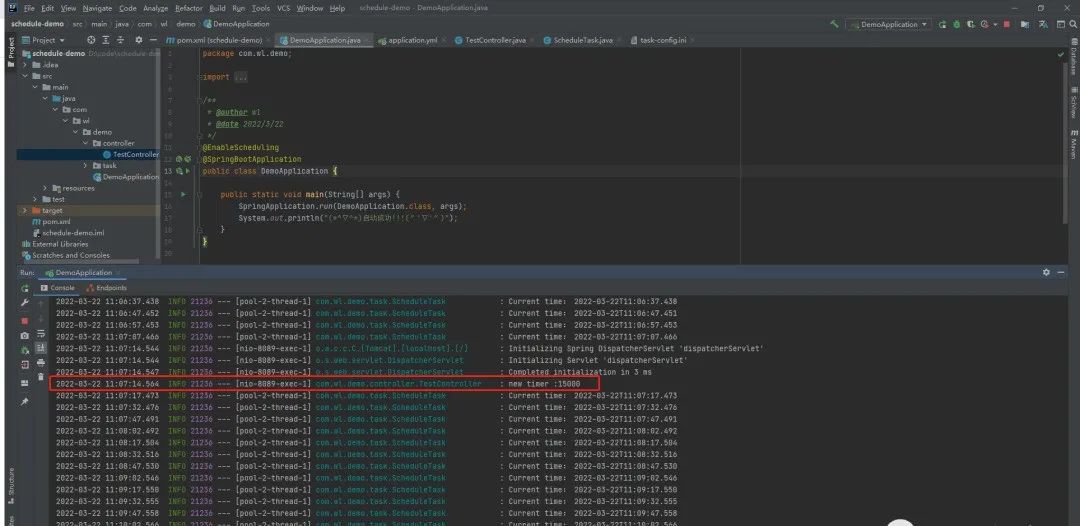 File Edit View Navigate Code Analyze Refactor Build Run Tools VCS Window Help schedule-demo - DemoApplication.java
schedule-demo src main java com wl demo DemoApplication DemoApplication
Project pom.xml (schedule-demo) DemoApplication.java application.yml TestController.java ScheduleTask.java task-config.ini
Project
Database
SciView
Maven
schedule-demo
.idea
src
main
java
com
wl
demo
controller
TestController
task
DemoApplication
resources
test
target
pom.xml
schedule-demo.iml
External Libraries
Scratches and Consoles
package com.wl.demo;
import ...
/**
* @author wl
* @date 2022/3/22
*/
@EnableScheduling
@SpringBootApplication
13 public class DemoApplication {
public static void main(String[] args) {
SpringApplication.run(DemoApplication.class, args);
}
}
Run: DemoApplication
Console Endpoints
2022-03-22 11:06:37.438 INFO 21236 --- [pool-2-thread-1] com.wl.demo.task.ScheduleTask : Current time: 2022-03-22T11:06:37.438
2022-03-22 11:06:47.452 INFO 21236 --- [pool-2-thread-1] com.wl.demo.task.ScheduleTask : Current time: 2022-03-22T11:06:47.451
2022-03-22 11:06:57.453 INFO 21236 --- [pool-2-thread-1] com.wl.demo.task.ScheduleTask : Current time: 2022-03-22T11:06:57.453
2022-03-22 11:07:07.466 INFO 21236 --- [pool-2-thread-1] com.wl.demo.task.ScheduleTask : Current time: 2022-03-22T11:07:07.466
2022-03-22 11:07:14.544 INFO 21236 --- [nio-8089-exec-1] o.a.c.c.C.[Tomcat].[localhost].[/] : Initializing Spring DispatcherServlet 'dispatcherServlet'
2022-03-22 11:07:14.544 INFO 21236 --- [nio-8089-exec-1] o.s.web.servlet.DispatcherServlet : Initializing Servlet 'dispatcherServlet'
2022-03-22 11:07:14.547 INFO 21236 --- [nio-8089-exec-1] o.s.web.servlet.DispatcherServlet : Completed initialization in 3 ms
2022-03-22 11:07:14.564 INFO 21236 --- [nio-8089-exec-1] com.wl.demo.controller.TestController : new timer :15000
2022-03-22 11:07:17.473 INFO 21236 --- [pool-2-thread-1] com.wl.demo.task.ScheduleTask : Current time: 2022-03-22T11:07:17.473
2022-03-22 11:07:32.476 INFO 21236 --- [pool-2-thread-1] com.wl.demo.task.ScheduleTask : Current time: 2022-03-22T11:07:32.476
2022-03-22 11:07:47.491 INFO 21236 --- [pool-2-thread-1] com.wl.demo.task.ScheduleTask : Current time: 2022-03-22T11:07:47.491
2022-03-22 11:08:02.492 INFO 21236 --- [pool-2-thread-1] com.wl.demo.task.ScheduleTask : Current time: 2022-03-22T11:08:02.492
2022-03-22 11:08:17.504 INFO 21236 --- [pool-2-thread-1] com.wl.demo.task.ScheduleTask : Current time: 2022-03-22T11:08:17.504
2022-03-22 11:08:32.516 INFO 21236 --- [pool-2-thread-1] com.wl.demo.task.ScheduleTask : Current time: 2022-03-22T11:08:32.516
2022-03-22 11:08:47.530 INFO 21236 --- [pool-2-thread-1] com.wl.demo.task.ScheduleTask : Current time: 2022-03-22T11:08:47.530
2022-03-22 11:09:02.546 INFO 21236 --- [pool-2-thread-1] com.wl.demo.task.ScheduleTask : Current time: 2022-03-22T11:09:02.546
2022-03-22 11:09:17.550 INFO 21236 --- [pool-2-thread-1] com.wl.demo.task.ScheduleTask : Current time: 2022-03-22T11:09:17.550
2022-03-22 11:09:32.555 INFO 21236 --- [pool-2-thread-1] com.wl.demo.task.ScheduleTask : Current time: 2022-03-22T11:09:32.555
2022-03-22 11:09:47.558 INFO 21236 --- [pool-2-thread-1] com.wl.demo.task.ScheduleTask : Current time: 2022-03-22T11:09:47.558
Structure